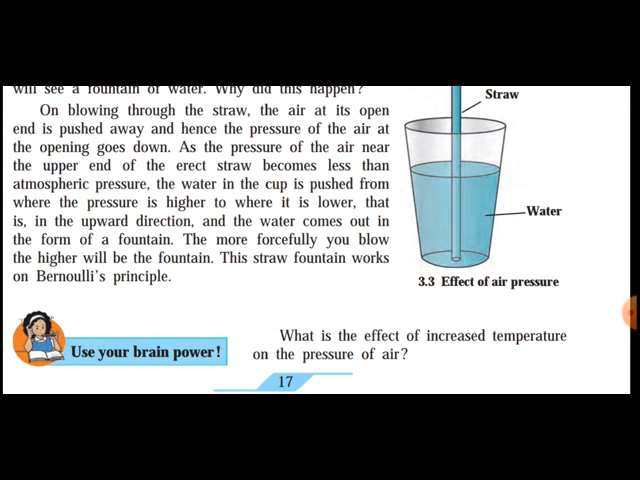 will see a fountain of water. Why did this happen?
On blowing through the straw, the air at its open
end is pushed away and hence the pressure of the air at
the opening goes down. As the pressure of the air near
the upper end of the erect straw becomes less than
atmospheric pressure, the water in the cup is pushed from
where the pressure is higher to where it is lower, that
is, in the upward direction, and the water comes out in
the form of a fountain. The more forcefully you blow
the higher will be the fountain. This straw fountain works
on Bernoulli's principle.
Straw
Water
3.3 Effect of air pressure
Use your brain power!
What is the effect of increased temperature
on the pressure of air?
17